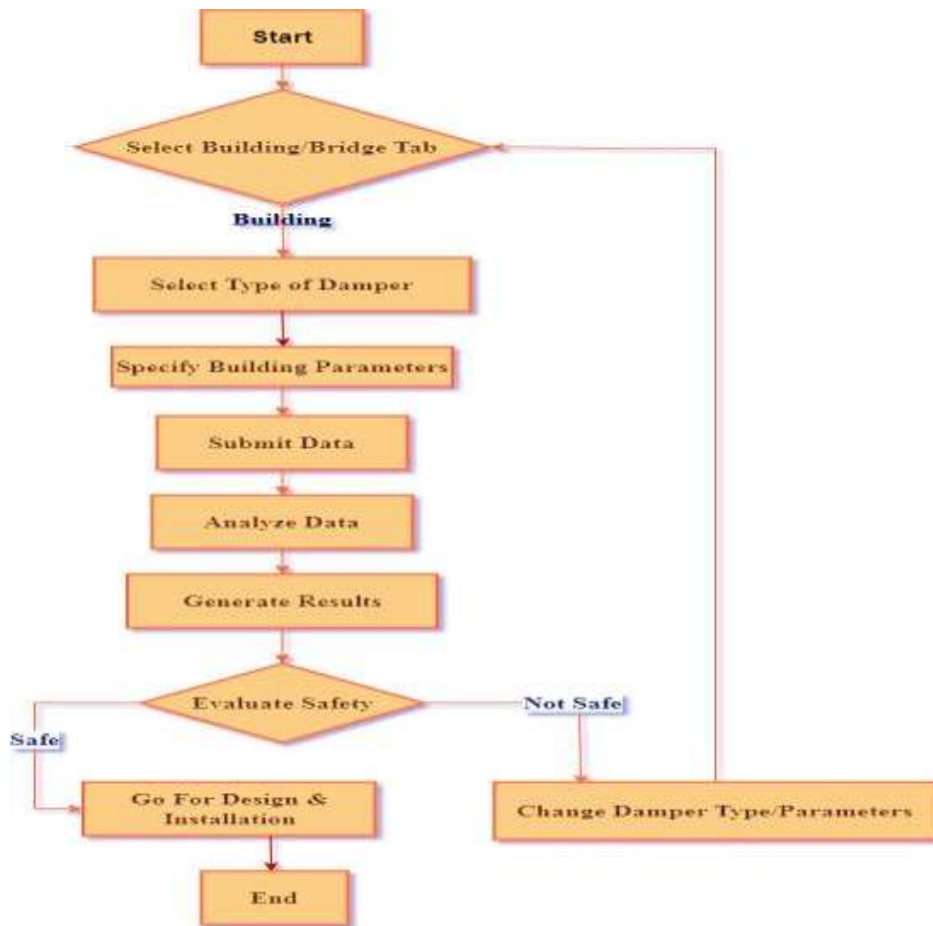 Start
Select Building/Bridge Tab
Building
Select Type of Damper
Specify Building Parameters
Submit Data
Analyze Data
Generate Results
Evaluate Safety
Not Safe
Safe
Go For Design &
Installation
Change Damper Type/Parameters
End